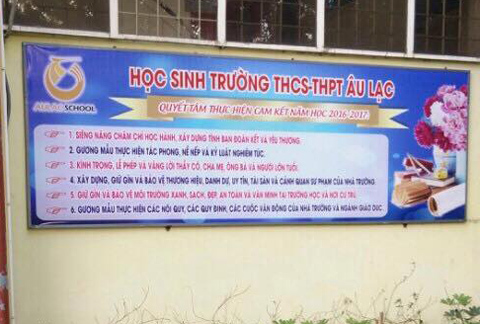 AULAC SCHOOL
HỌC SINH TRƯỜNG THCS-THPT ÂU LẠC
QUYẾT TÂM THỰC HIỆN CAM KẾT NĂM HỌC 2016-2017
1. SIÊNG NĂNG CHĂM CHỈ HỌC HÀNH, XÂY DỰNG TÌNH BẠN ĐOÀN KẾT VÀ YÊU THƯƠNG.
2. GƯƠNG MẪU THỰC HIỆN TÁC PHONG, NỀ NẾP VÀ KỶ LUẬT NGHIÊM TÚC.
3. KÍNH TRỌNG, LỄ PHÉP VÀ VÂNG LỜI THẦY CÔ, CHA MẸ, ÔNG BÀ VÀ NGƯỜI LỚN TUỔI.
4. XÂY DỰNG, GIỮ GÌN VÀ BẢO VỆ THƯƠNG HIỆU, DANH DỰ, UY TÍN, TÀI SẢN VÀ CẢNH QUAN SƯ PHẠM CỦA NHÀ TRƯỜNG.
5. GIỮ GÌN VÀ BẢO VỆ MÔI TRƯỜNG XANH, SẠCH, ĐẸP, AN TOÀN VÀ VĂN MINH TẠI TRƯỜNG HỌC VÀ NƠI CƯ TRÚ.
6. GƯƠNG MẪU THỰC HIỆN CÁC NỘI QUY, CÁC QUY ĐỊNH, CÁC CUỘC VẬN ĐỘNG CỦA NHÀ TRƯỜNG VÀ NGÀNH GIÁO DỤC.